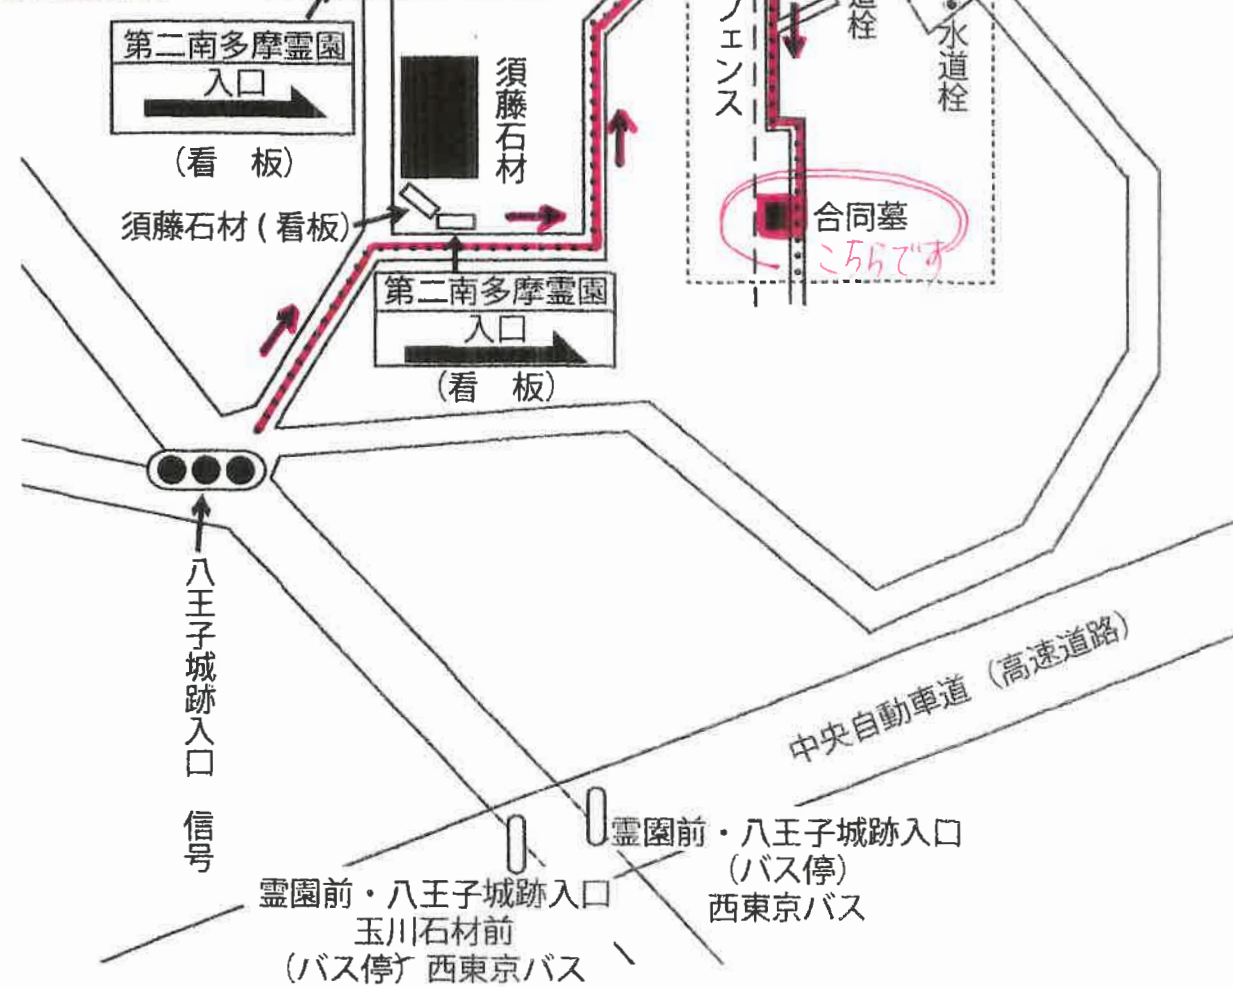 第二南多摩霊園
入口
(看 板)
須藤石材
須藤石材(看板)
フェンス
道栓
水道栓
合同墓
こちらです
第二南多摩霊園
入口
(看 板)
八王子城跡入口 信号
中央自動車道(高速道路)
霊園前・八王子城跡入口
(バス停)
西東京バス
霊園前・八王子城跡入口
玉川石材前
(バス停) 西東京バス